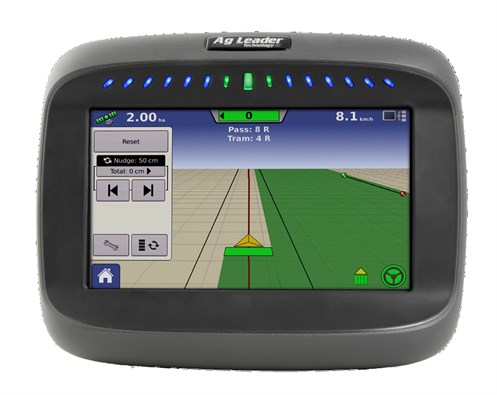 Ag Leader
Technology
2.00 ha
0
8.1 km/h
Pass: 8 R
Tram: 4 R
Reset
Nudge: 50 cm
Total: 0 cm